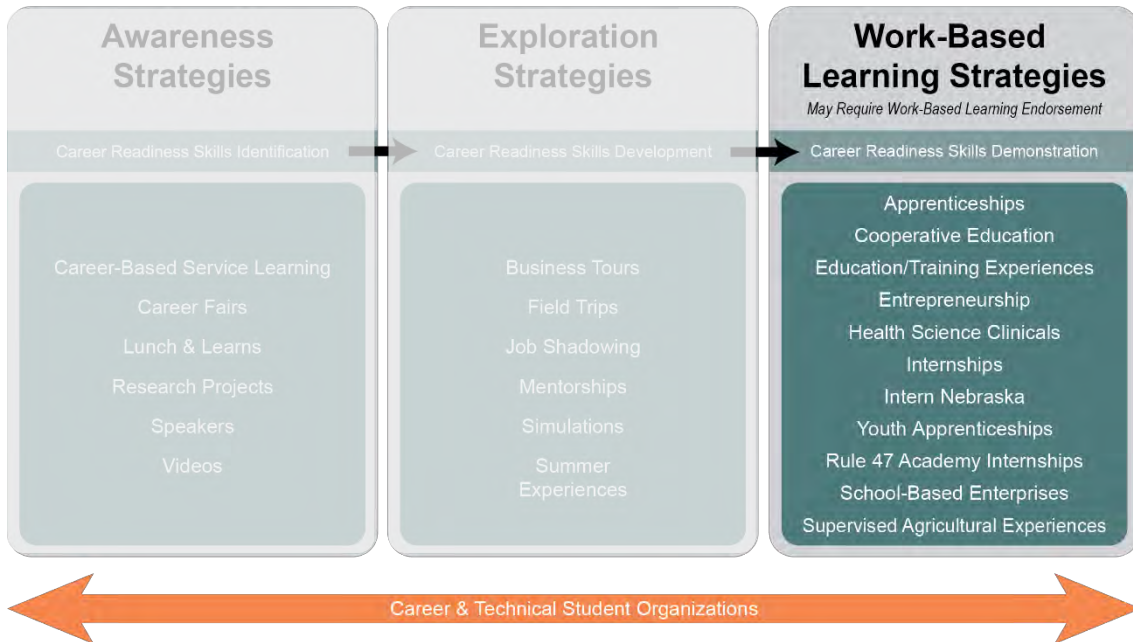 Awareness
Strategies
Career Readiness Skills Identification
Career-Based Service Learning
Career Fairs
Lunch & Learns
Research Projects
Speakers
Videos
Exploration
Strategies
Career Readiness Skills Development
Business Tours
Field Trips
Job Shadowing
Mentorships
Simulations
Summer
Experiences
Work-Based
Learning Strategies
May Require Work-Based Learning Endorsement
Career Readiness Skills Demonstration
Apprenticeships
Cooperative Education
Education/Training Experiences
Entrepreneurship
Health Science Clinicals
Internships
Intern Nebraska
Youth Apprenticeships
Rule 47 Academy Internships
School-Based Enterprises
Supervised Agricultural Experiences
Career & Technical Student Organizations